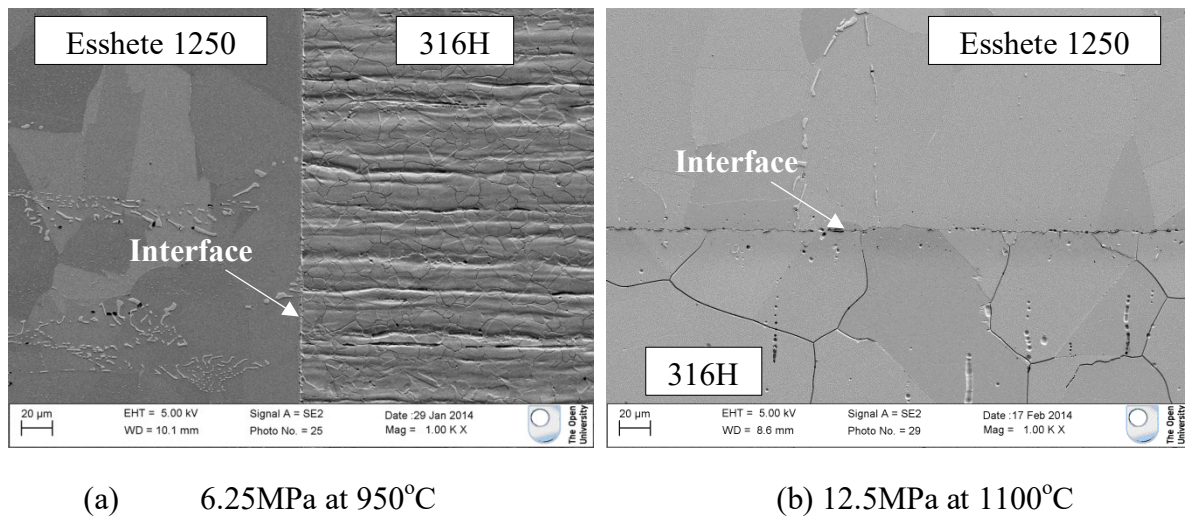 Esshete 1250
316H
Interface
20 µm
EHT = 5.00 kV
WD = 10.1 mm
Signal A = SE2
Photo No. = 25
Date :29 Jan 2014
Mag = 1.00 K X
The Open
University
Esshete 1250
Interface
316H
20 µm
EHT = 5.00 kV
WD = 8.6 mm
Signal A = SE2
Photo No. = 29
Date :17 Feb 2014
Mag = 1.00 K X
The Open
University
(a) 6.25MPa at 950°C
(b) 12.5MPa at 1100°C